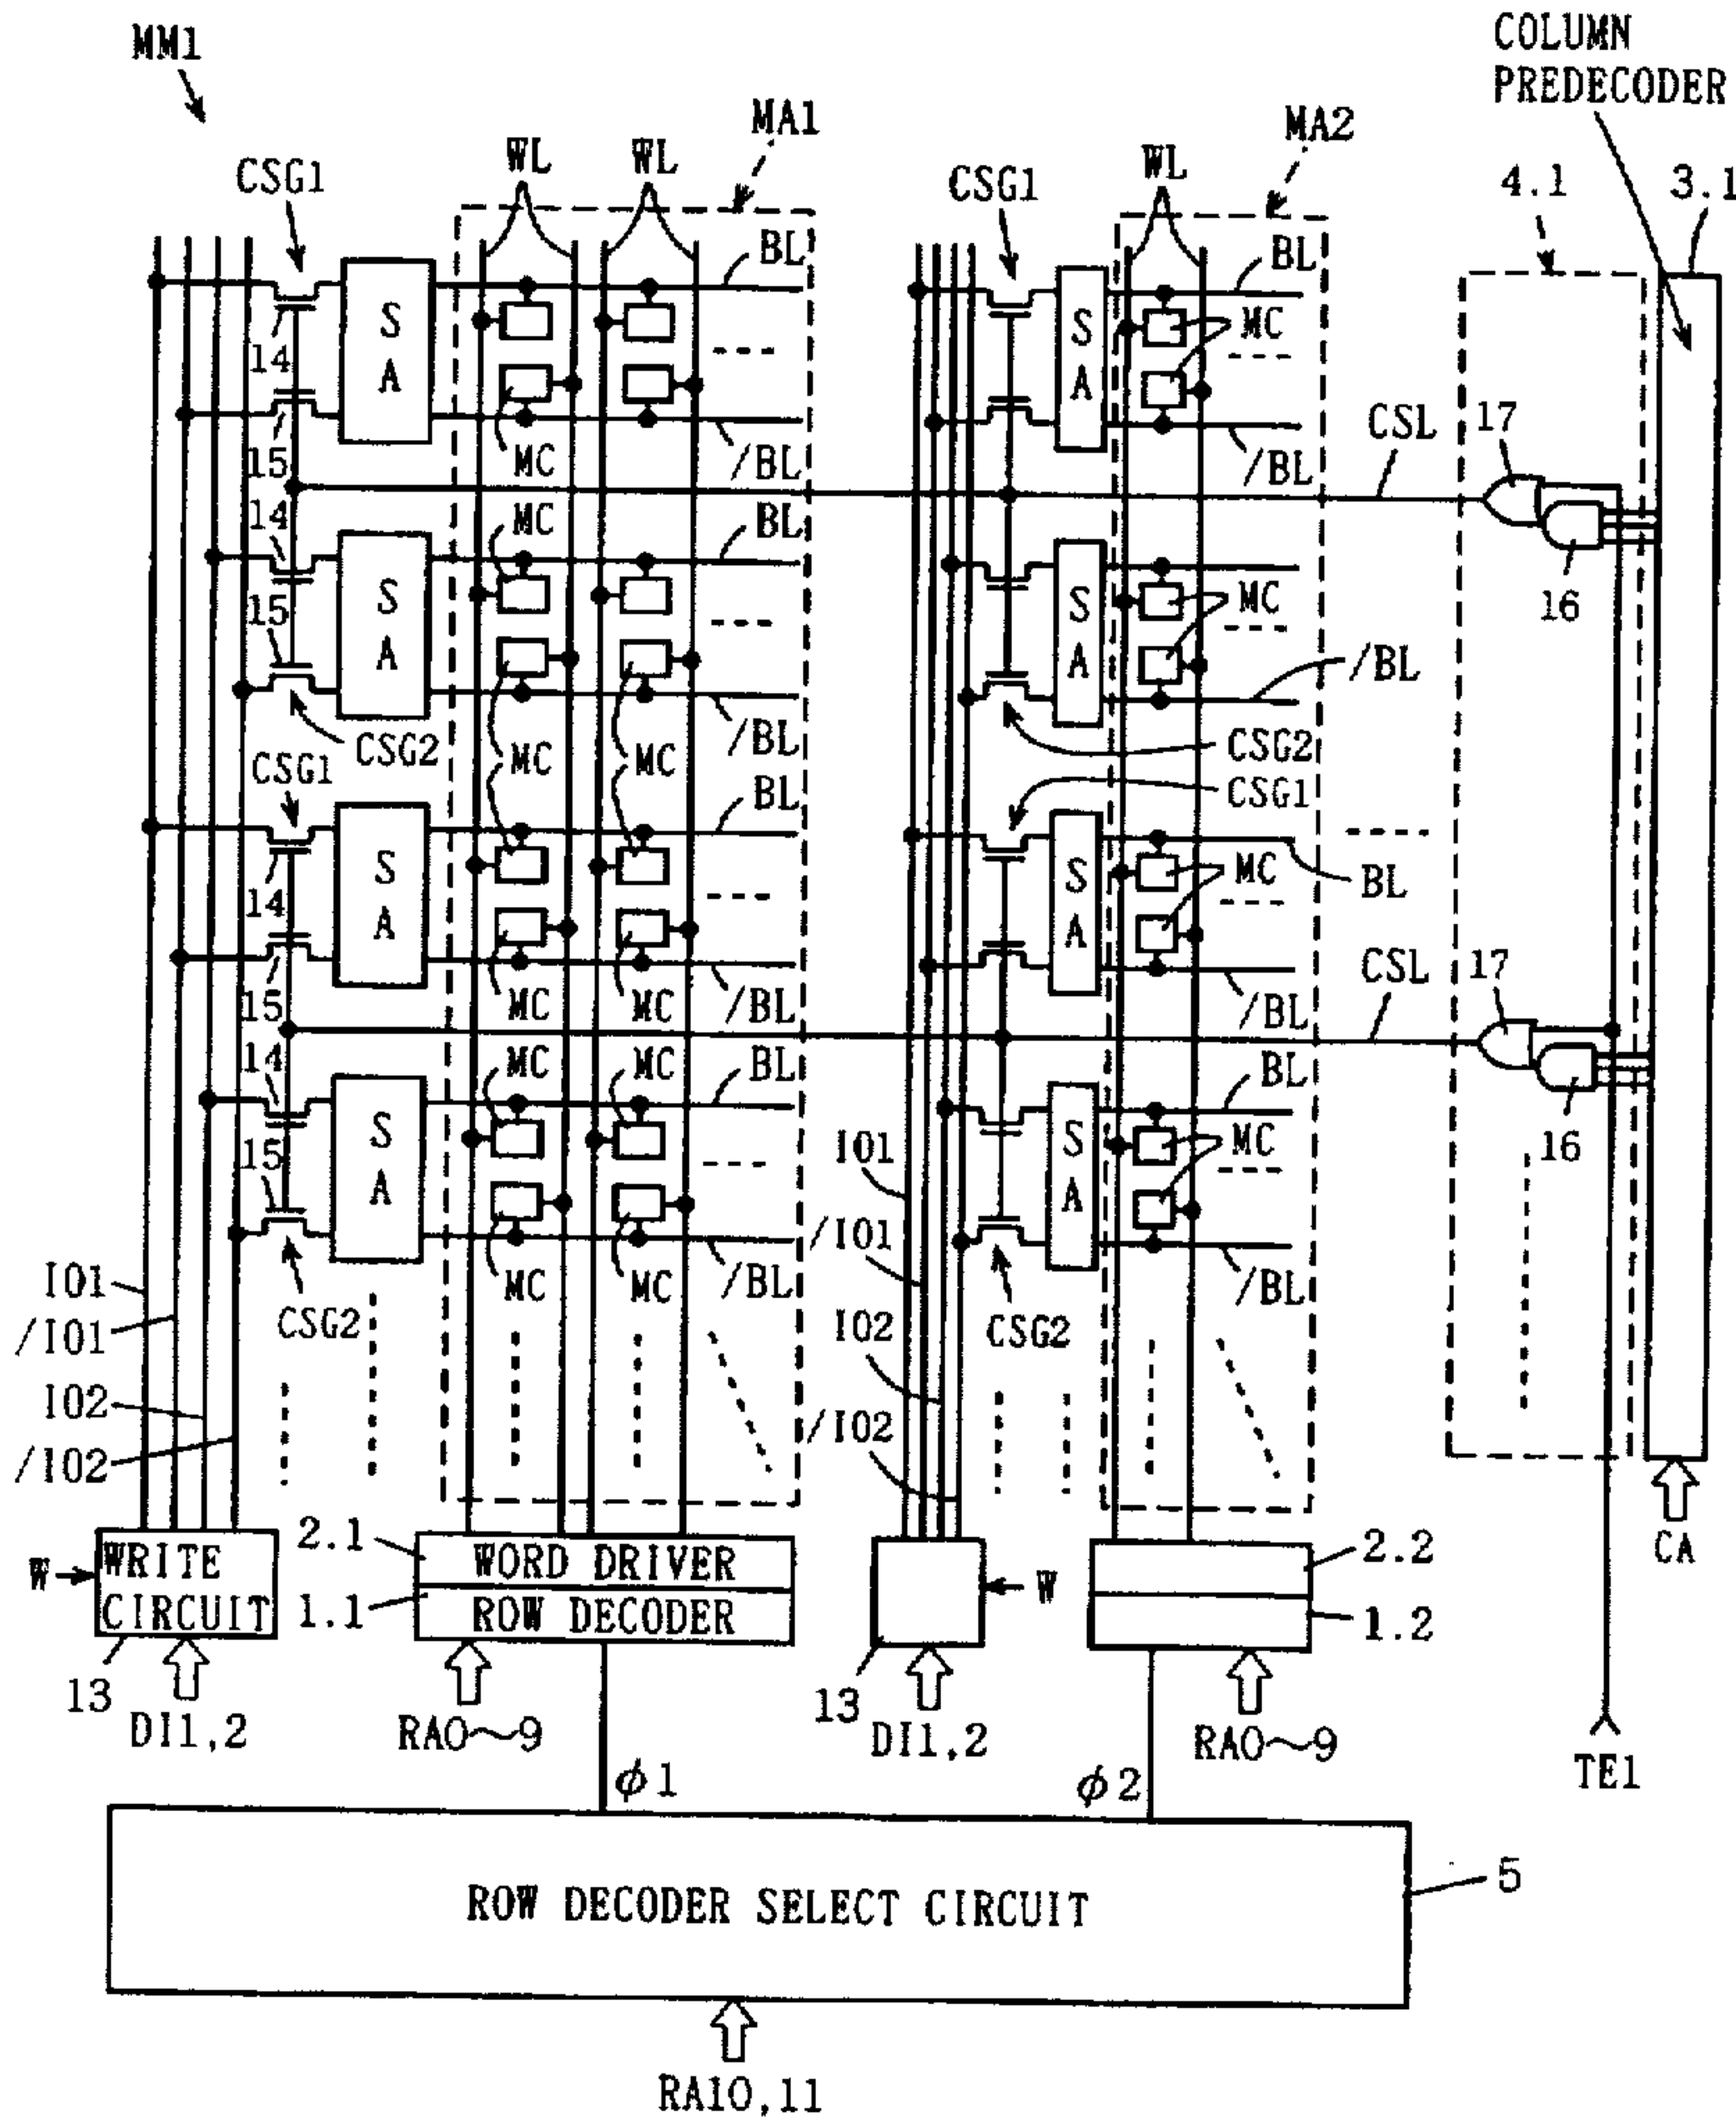 MM1
COLUMN
PREDECODER
MA1
MA2
WL
WL
WL
CSG1
CSG1
4.1
3.1
BL
BL
S
A
S
A
14
15
MC
MC
/BL
/BL
CSL
17
16
14
15
MC
BL
S
A
S
A
MC
/BL
/BL
CSG2
CSG2
CSG1
CSG1
MC
MC
BL
BL
S
A
S
A
14
15
MC
MC
MC
/BL
/BL
CSL
17
16
14
15
MC
MC
BL
BL
S
A
S
A
MC
MC
MC
/BL
/BL
CSG2
CSG2
IO1
/IO1
IO2
/IO2
IO1
/IO1
IO2
/IO2
W
WRITE
CIRCUIT
13
DI1,2
2.1
WORD DRIVER
1.1
ROW DECODER
RA0~9
W
13
DI1,2
2.2
1.2
RA0~9
CA
TE1
φ1
φ2
ROW DECODER SELECT CIRCUIT
5
RA10,11